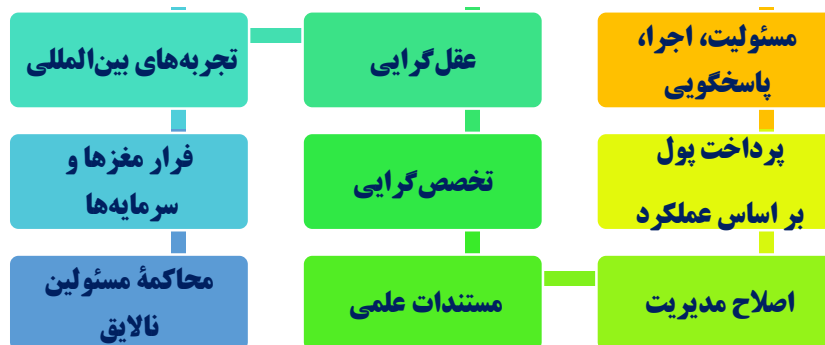 مسئولیت، اجرا،
پاسخگویی
پرداخت پول
بر اساس عملکرد
اصلاح مدیریت
مستندات علمی
تخصص‌گرایی
عقل‌گرایی
تجربه‌های بین‌المللی
فرار مغزها و
سرمایه‌ها
محاکمهٔ مسئولین
نالایق